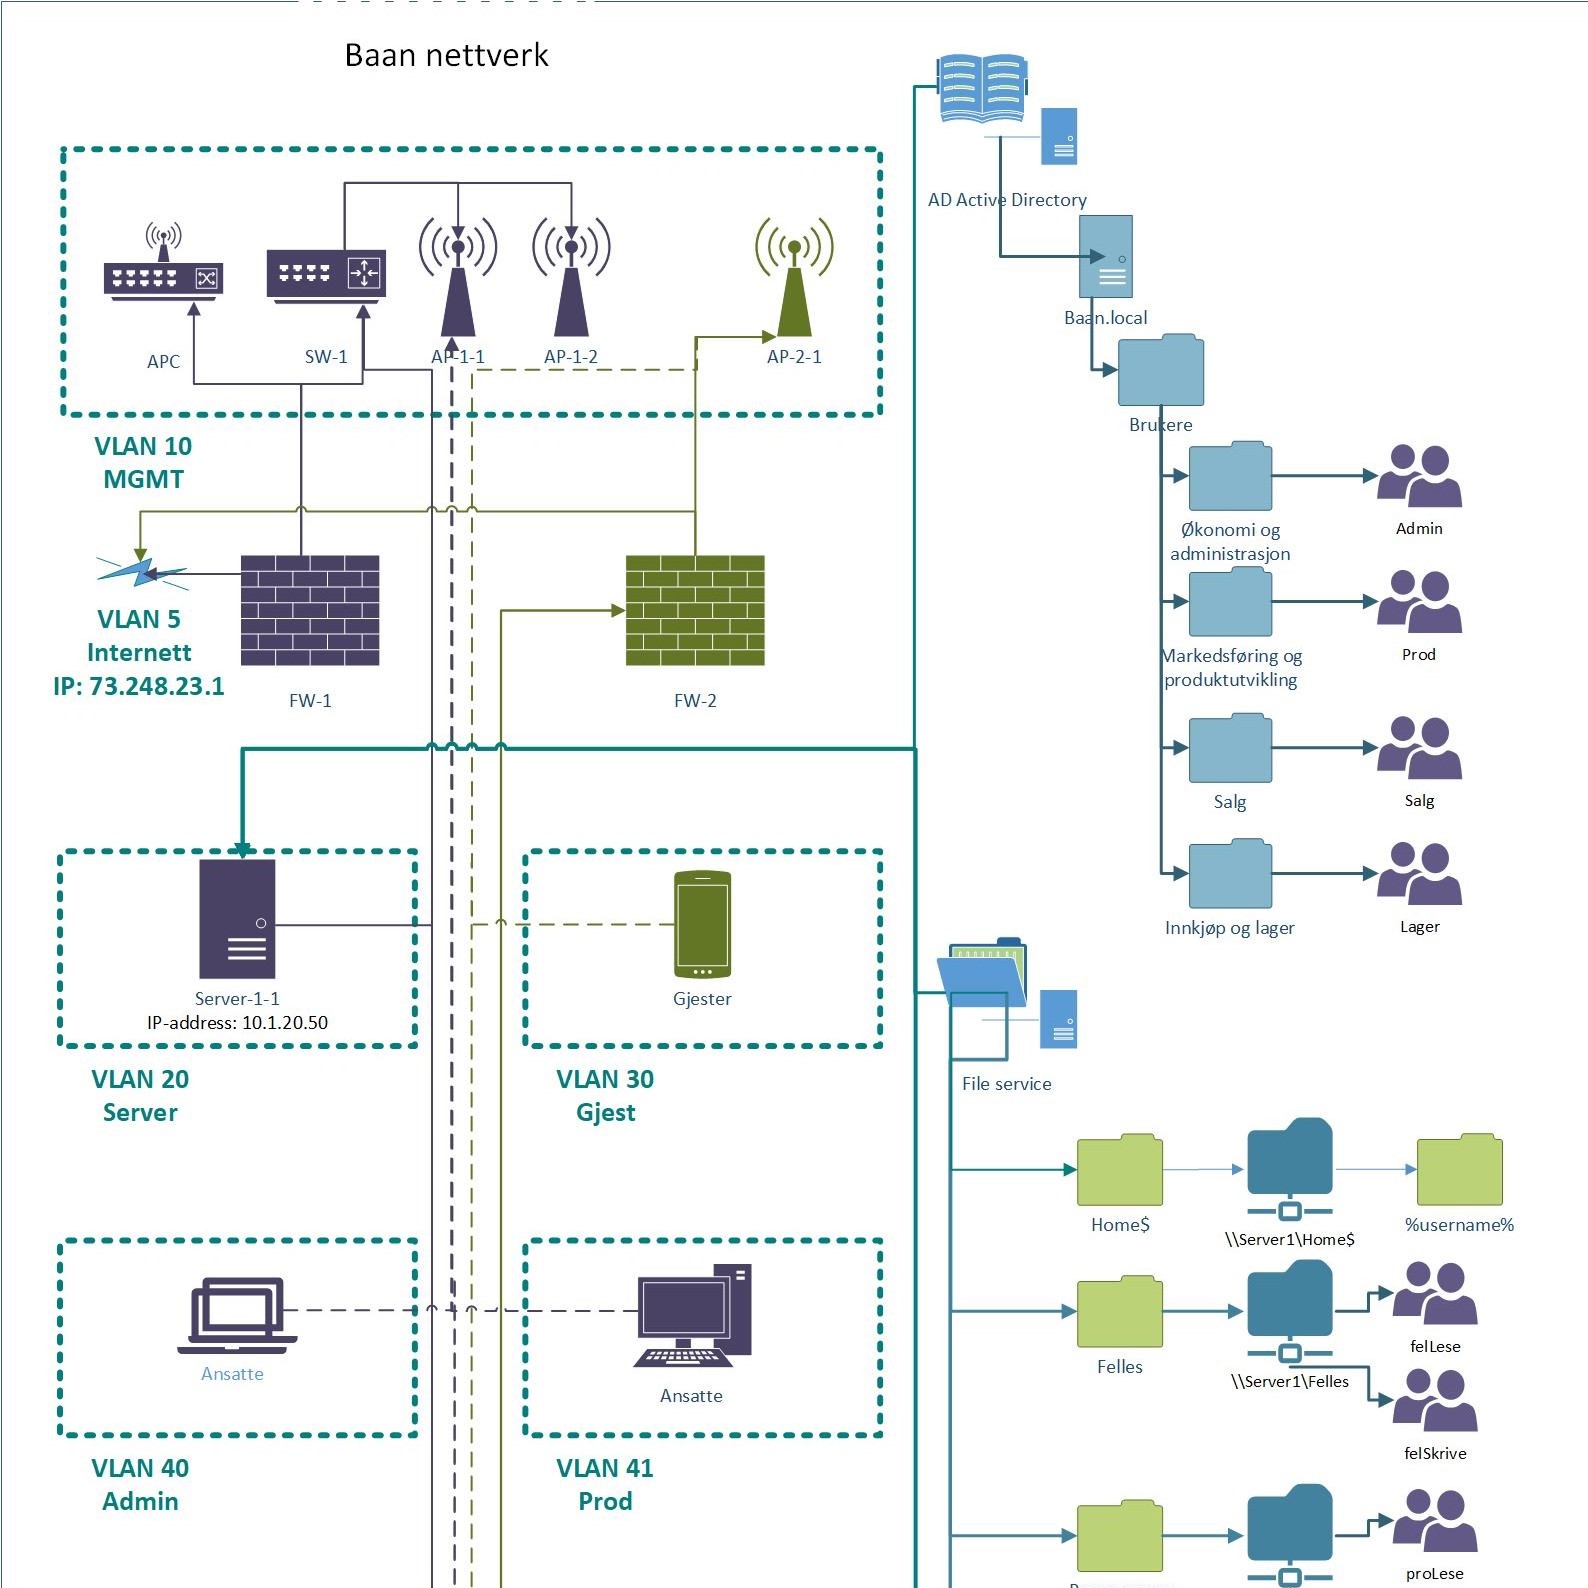 Baan nettverk
APC
SW-1
AP-1-1
AP-1-2
AP-2-1
VLAN 10
MGMT
VLAN 5
Internett
IP: 73.248.23.1
FW-1
FW-2
Server-1-1
IP-address: 10.1.20.50
VLAN 20
Server
Gjester
VLAN 30
Gjest
Ansatte
VLAN 40
Admin
Ansatte
VLAN 41
Prod
AD Active Directory
Baan.local
Brukere
Økonomi og
administrasjon
Admin
Markedsføring og
produktutvikling
Prod
Salg
Salg
Innkjøp og lager
Lager
File service
Home$
\\Server1\Home$
%username%
Felles
\\Server1\Felles
felLese
felSkrive
proLese